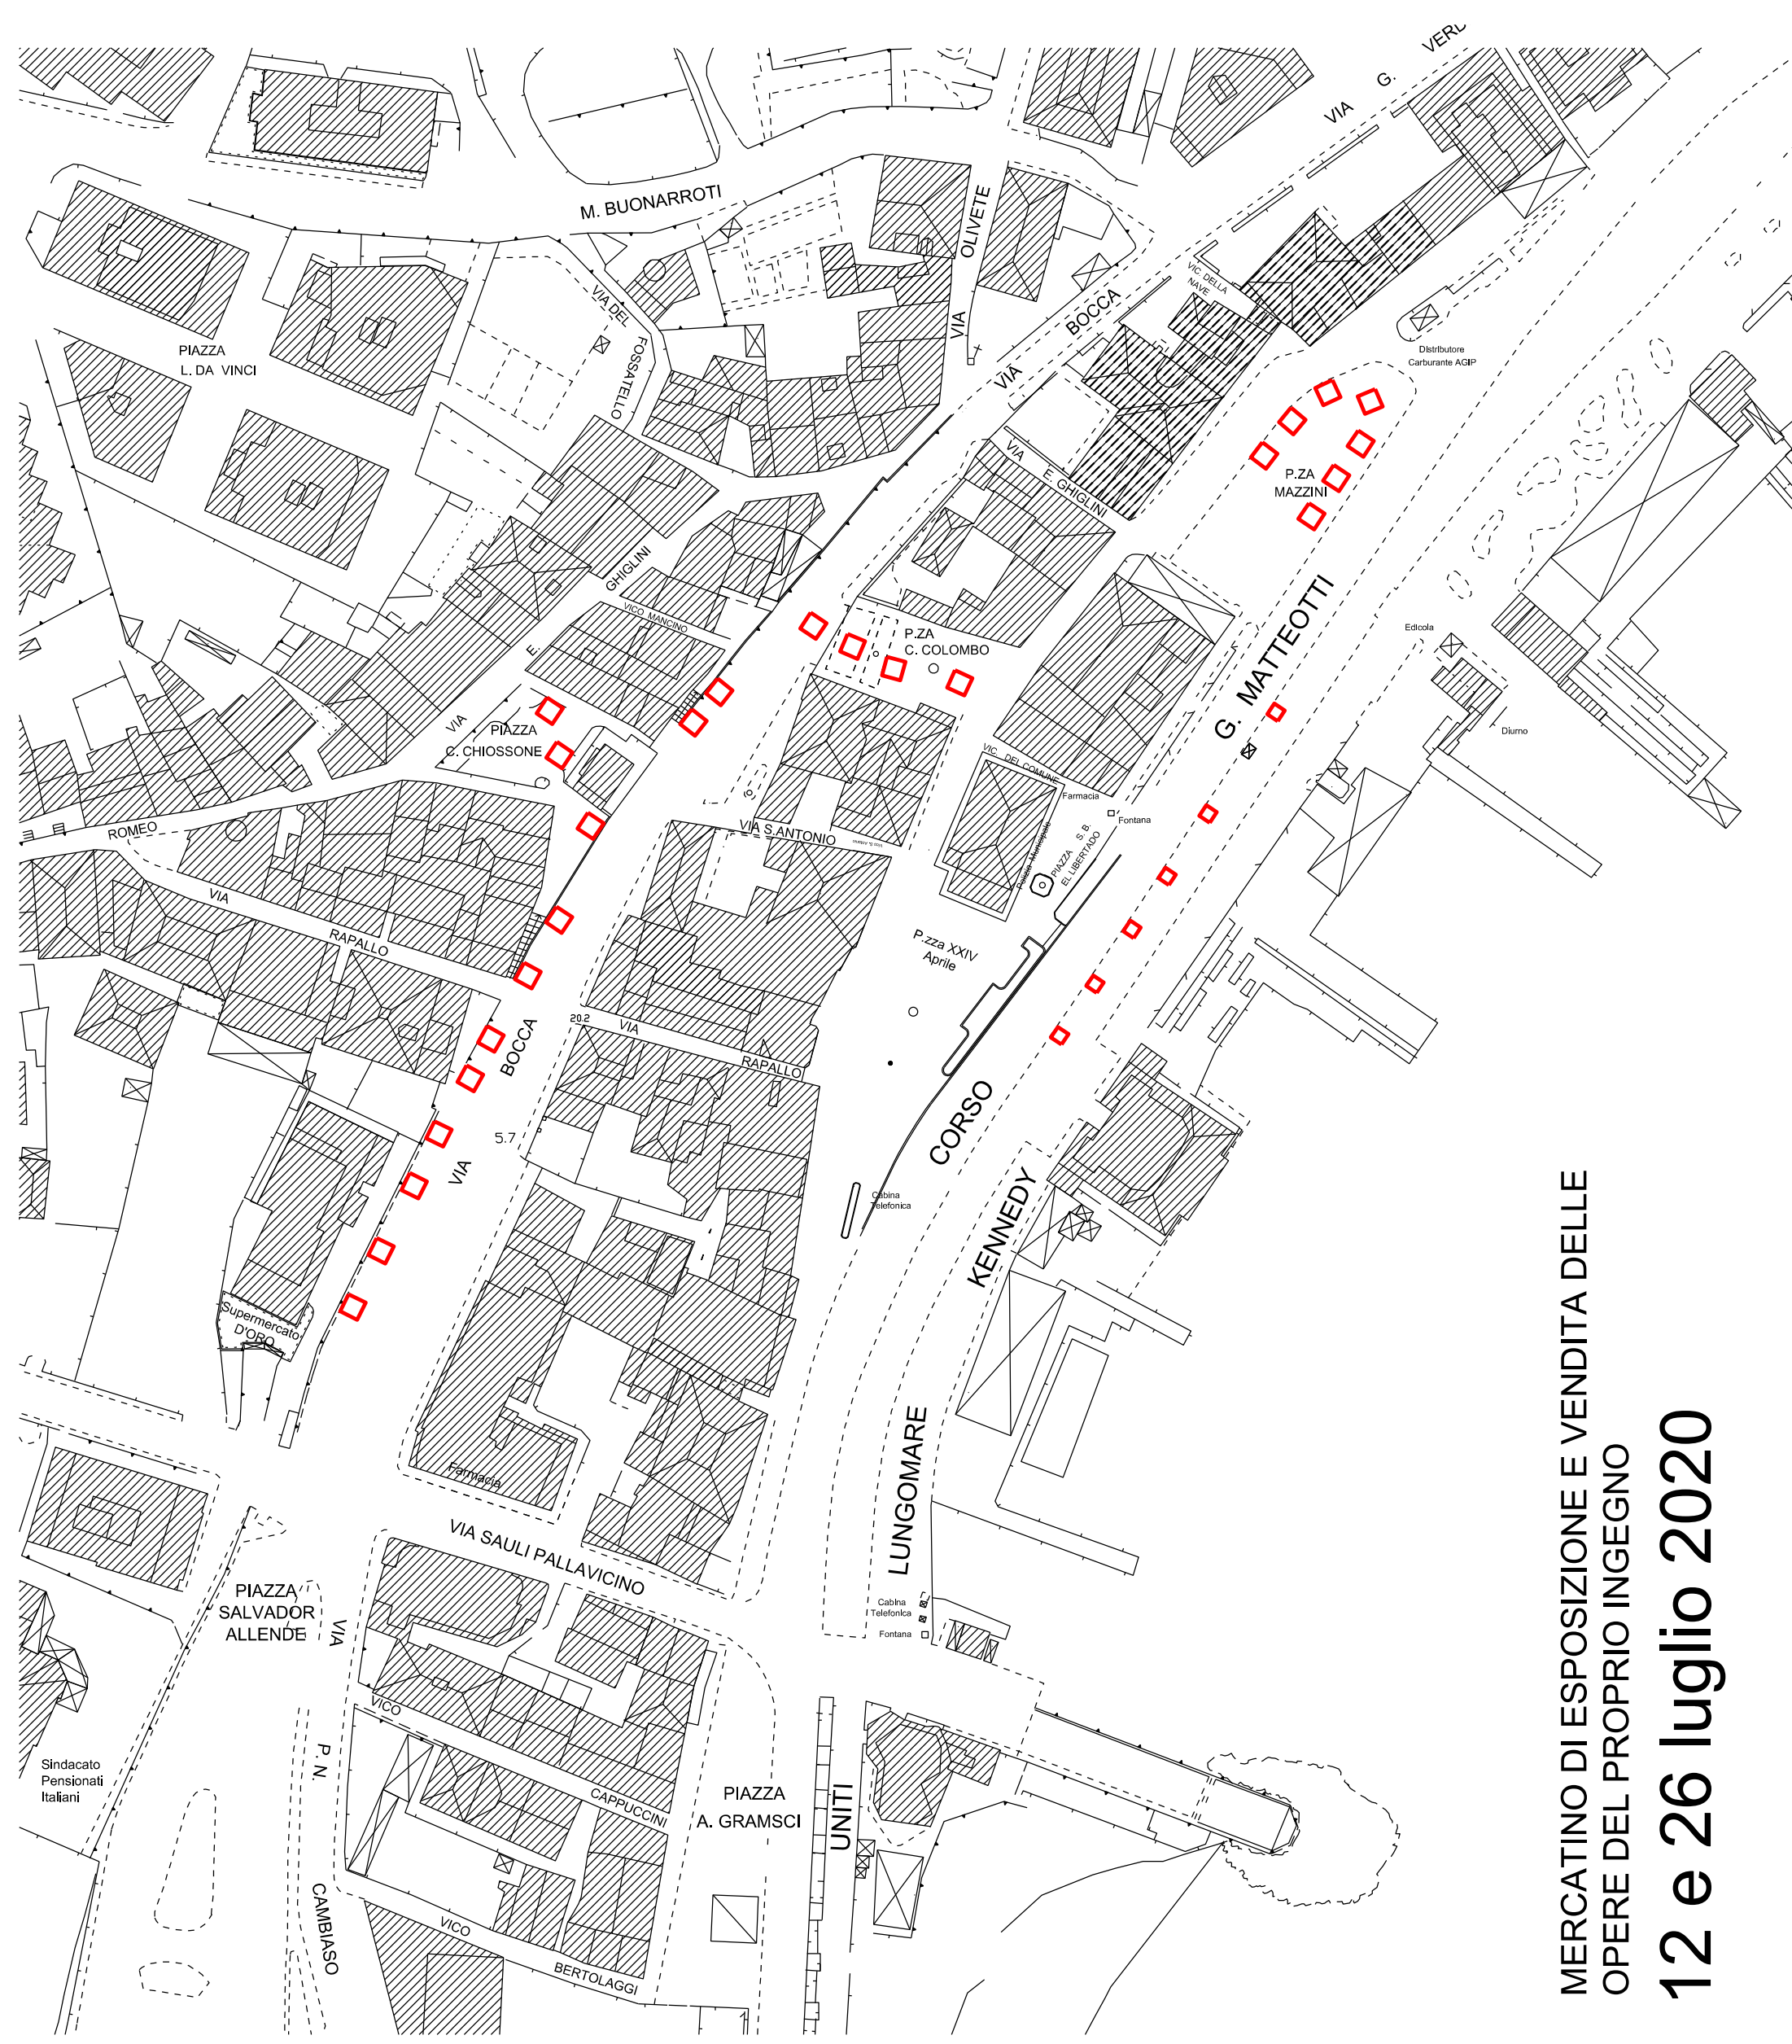 VIA G. VERD
M. BUONARROTI
VIA OLIVETE
VIA DEL FOSSATELLO
VIC. DELLA
NAVE
VIA BOCCA
PIAZZA
L. DA VINCI
Distributore
Carburante AGIP
VIA E. GHIGLINI
P.ZA
MAZZINI
VIA E. GHIGLINI
VICO MANCINO
P.ZA
C. COLOMBO
Edicola
Diurno
PIAZZA
C. CHIOSSONE
CORSO G. MATTEOTTI
VIC. DEL COMUNE
Farmacia
Fontana
VIA S.ANTONIO
Palazzo Municipale
PIAZZA S. B.
EL LIBERTADO
ROMEO
VIA RAPALLO
P.zza XXIV
Aprile
20.2
VIA RAPALLO
VIA BOCCA
5.7
Cabina
Telefonica
LUNGOMARE KENNEDY
Supermercato
D'ORO
Farmacia
VIA SAULI PALLAVICINO
PIAZZA
SALVADOR
ALLENDE
Cabina
Telefonica
Fontana
VIA P. N. CAMBIASO
VICO CAPPUCCINI
Sindacato
Pensionati
Italiani
PIAZZA
A. GRAMSCI
UNITI
VICO BERTOLAGGI
MERCATINO DI ESPOSIZIONE E VENDITA DELLE
OPERE DEL PROPRIO INGEGNO
12 e 26 luglio 2020